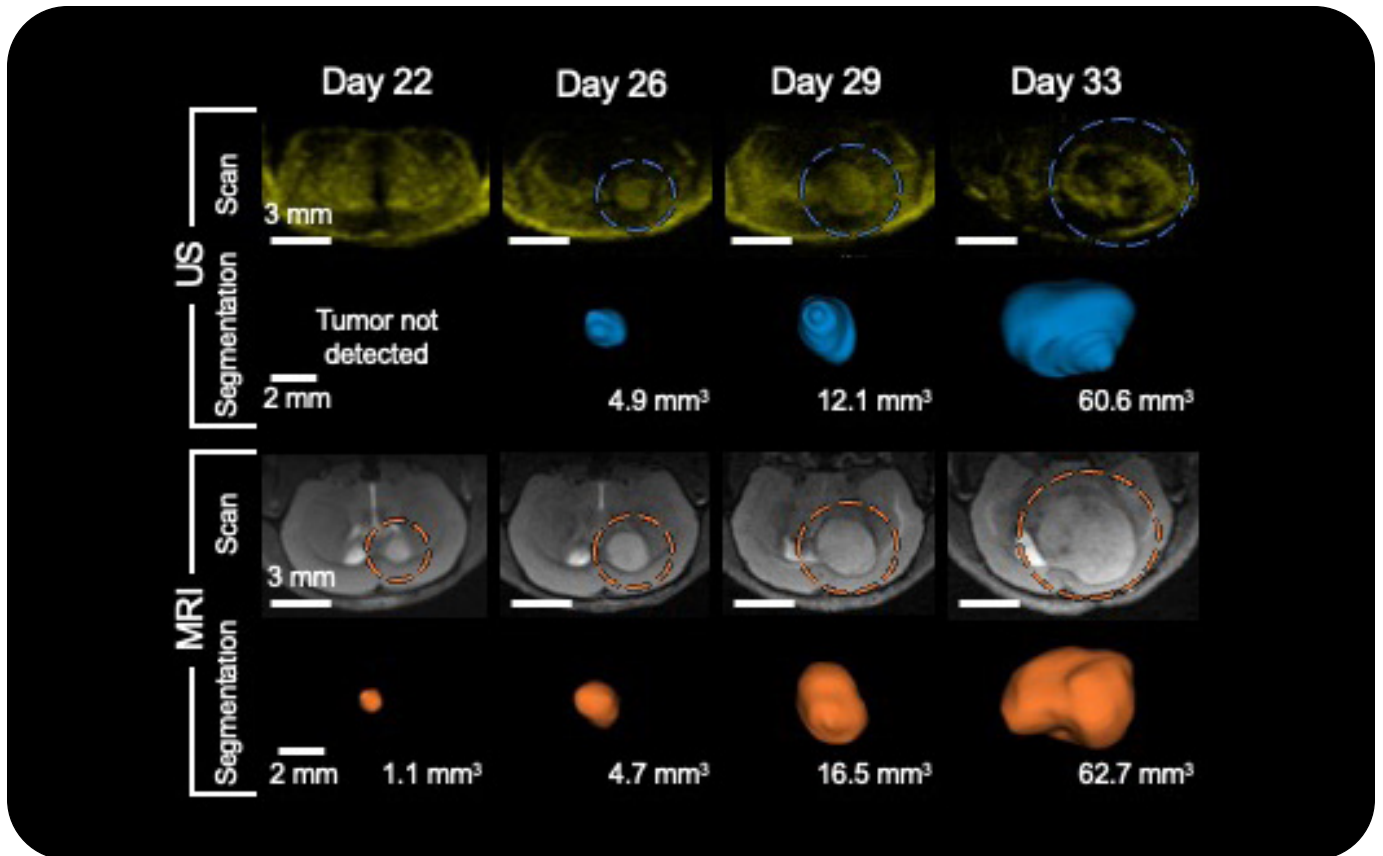 Day 22
Day 26
Day 29
Day 33
US
Scan
3 mm
Segmentation
Tumor not
detected
2 mm
4.9 mm³
12.1 mm³
60.6 mm³
MRI
Scan
3 mm
Segmentation
2 mm
1.1 mm³
4.7 mm³
16.5 mm³
62.7 mm³